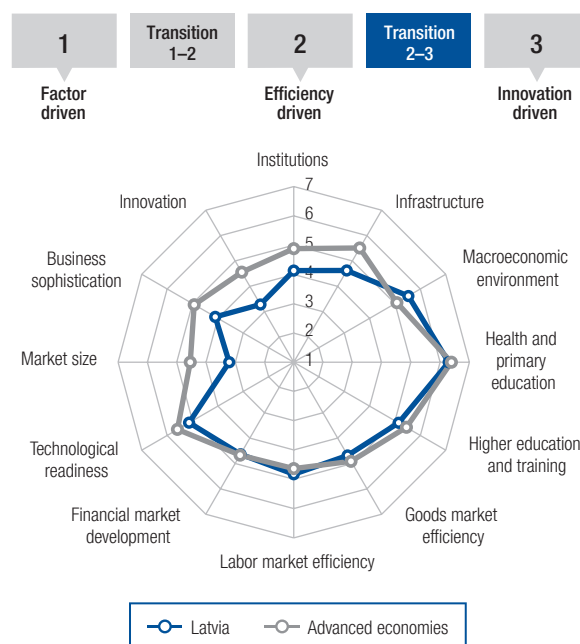 1
Transition
1–2
2
Transition
2–3
3
Factor
driven
Efficiency
driven
Innovation
driven
Institutions
Infrastructure
Macroeconomic
environment
Health and
primary
education
Higher education
and training
Goods market
efficiency
Labor market efficiency
Financial market
development
Technological
readiness
Market size
Business
sophistication
Innovation
7
6
5
4
3
2
1
Latvia
Advanced economies